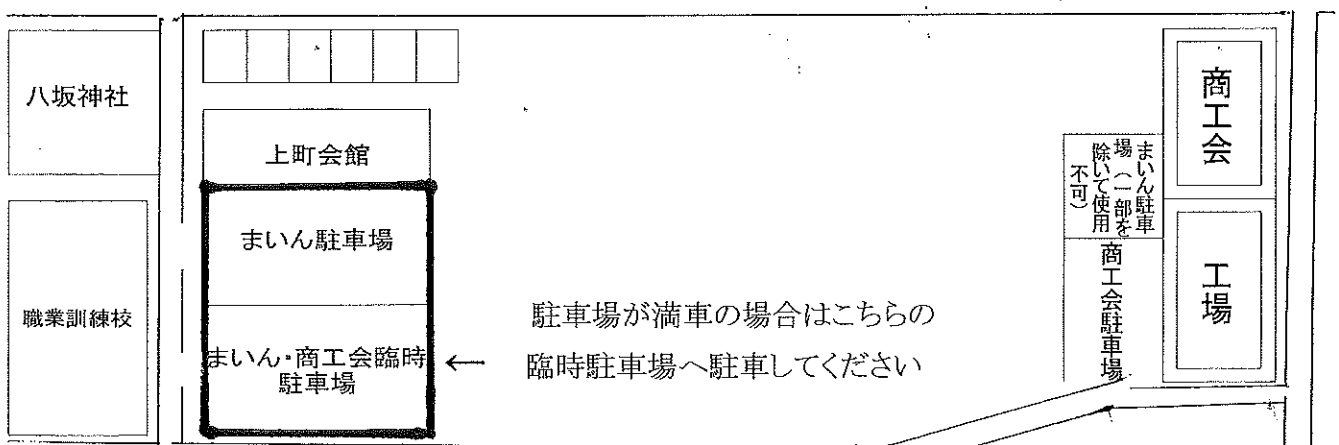 八坂神社
上町会館
まいん駐車場
職業訓練校
まいん・商工会臨時
駐車場
←
駐車場が満車の場合はこちらの
臨時駐車場へ駐車してください
商工会
まいん駐車
場（一部を
除いて使用
不可）
商工会駐車場
工場